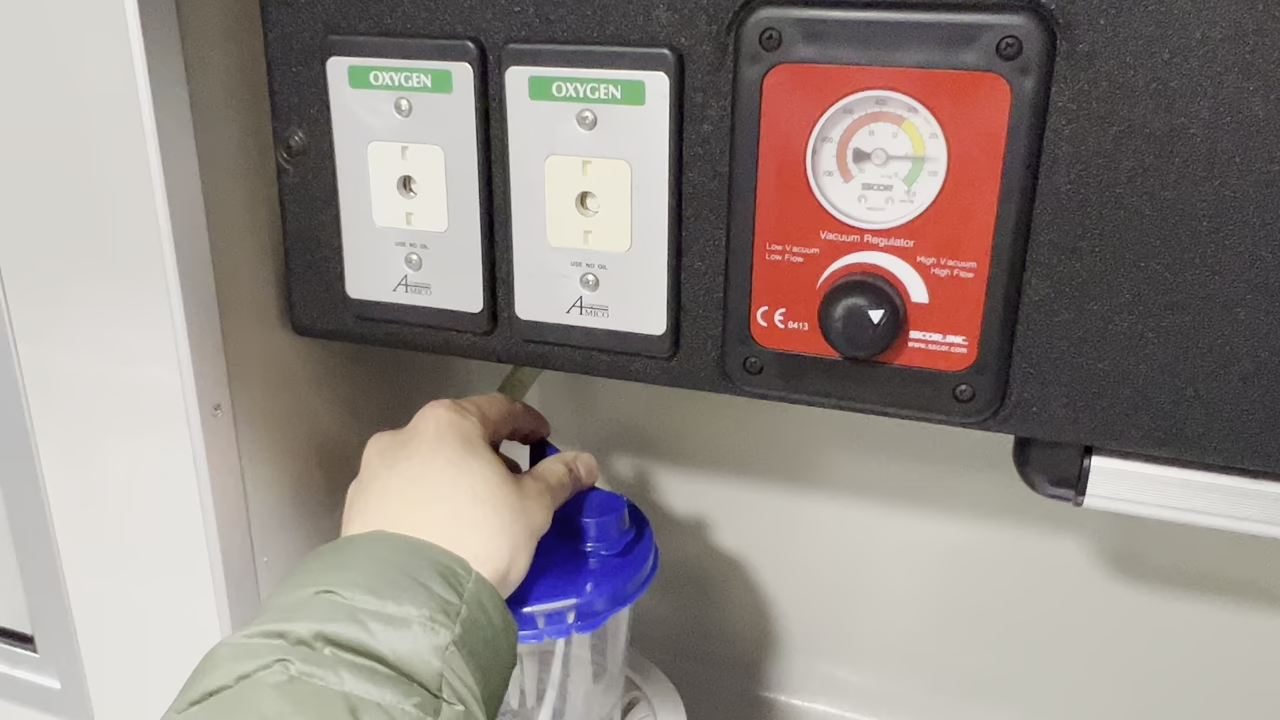 OXYGEN
USE NO OIL
AMICO
OXYGEN
USE NO OIL
AMICO
SSCOR
Vacuum Regulator
Low Vacuum
Low Flow
High Vacuum
High Flow
CE 0413
SSCOR, INC.
www.sscor.com